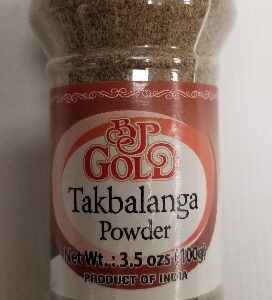 BP
GOLD
Takbalanga
Powder
Net Wt. : 3.5 ozs (100g)
PRODUCT OF INDIA